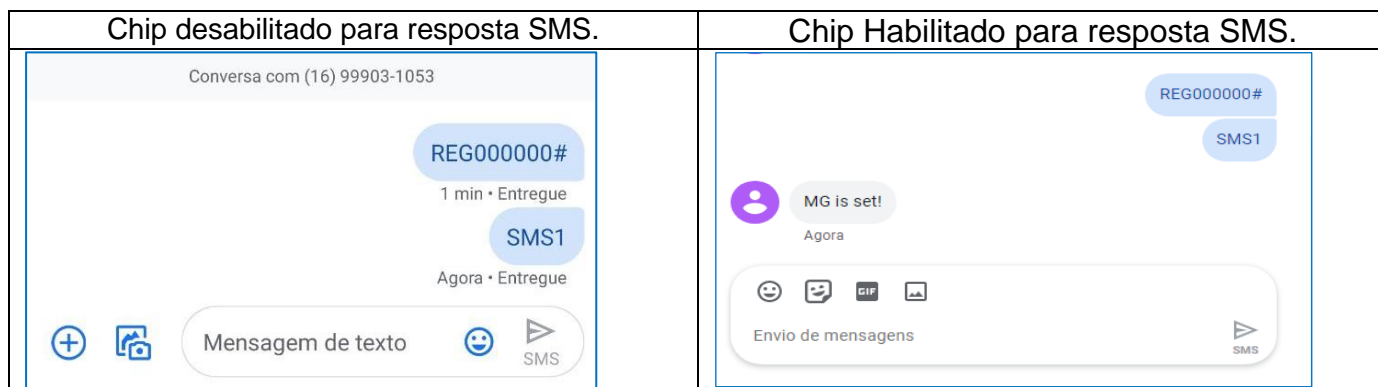 Chip desabilitado para resposta SMS.
Conversa com (16) 99903-1053
REG000000#
1 min • Entregue
SMS1
Agora • Entregue
Mensagem de texto
SMS
Chip Habilitado para resposta SMS.
REG000000#
SMS1
MG is set!
Agora
GIF
Envio de mensagens
SMS